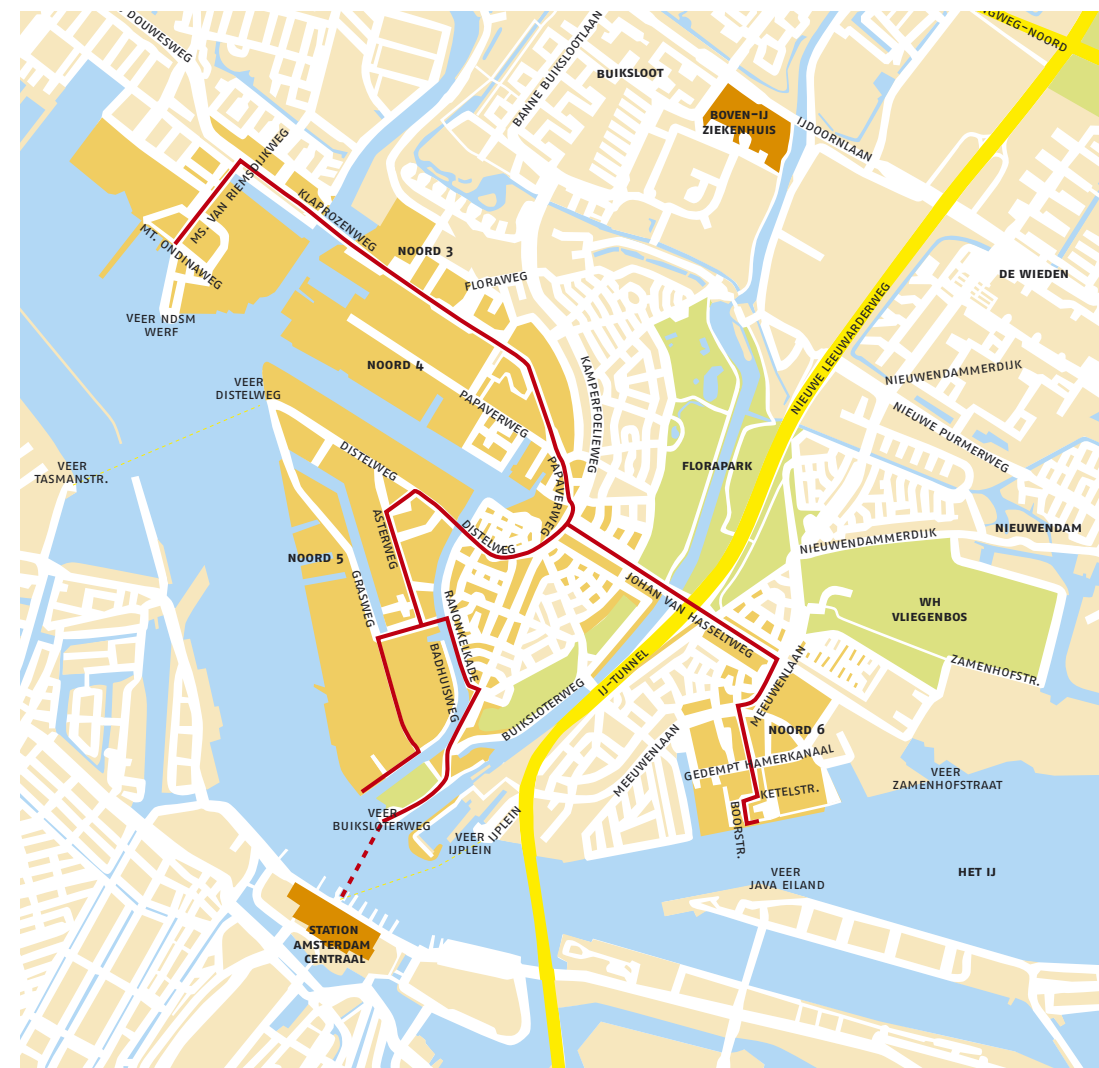 DOUWESWEG
GWEG-NOORD
BANNE BUIKSLOOTLAAN
BUIKSLOOT
BOVEN-IJ
ZIEKENHUIS
IJDOORNLAAN
MS. VAN RIEMSDIJKWEG
KLAPROZENWEG
MT. ONDINAWEG
NOORD 3
FLORAWEG
DE WIEDEN
VEER NDSM
WERF
NIEUWE LEEUWARDERWEG
NOORD 4
KAMPERFOELIEWEG
NIEUWENDAMMERDIJK
VEER
DISTELWEG
PAPAVERWEG
NIEUWE PURMERWEG
DISTELWEG
VEER
TASMANSTR.
FLORAPARK
PAPAVERWEG
ASTERWEG
DISTELWEG
NIEUWENDAM
NIEUWENDAMMERDIJK
NOORD 5
GRASWEG
JOHAN VAN HASSELTWEG
WH
VLIEGENBOS
RANONKELKADE
BADHUISWEG
IJ-TUNNEL
MEEUWENLAAN
ZAMENHOFSTR.
BUIKSLOTERWEG
NOORD 6
MEEUWENLAAN
GEDEMPT HAMERKANAAL
VEER
ZAMENHOFSTRAAT
KETELSTR.
BOORSTR.
VEER
BUIKSLOTERWEG
IJPLEIN
VEER
IJPLEIN
VEER
JAVA EILAND
HET IJ
STATION
AMSTERDAM
CENTRAAL